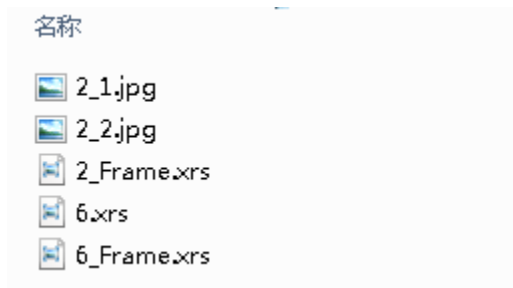 名称
2_1.jpg
2_2.jpg
2_Frame.xrs
6.xrs
6_Frame.xrs